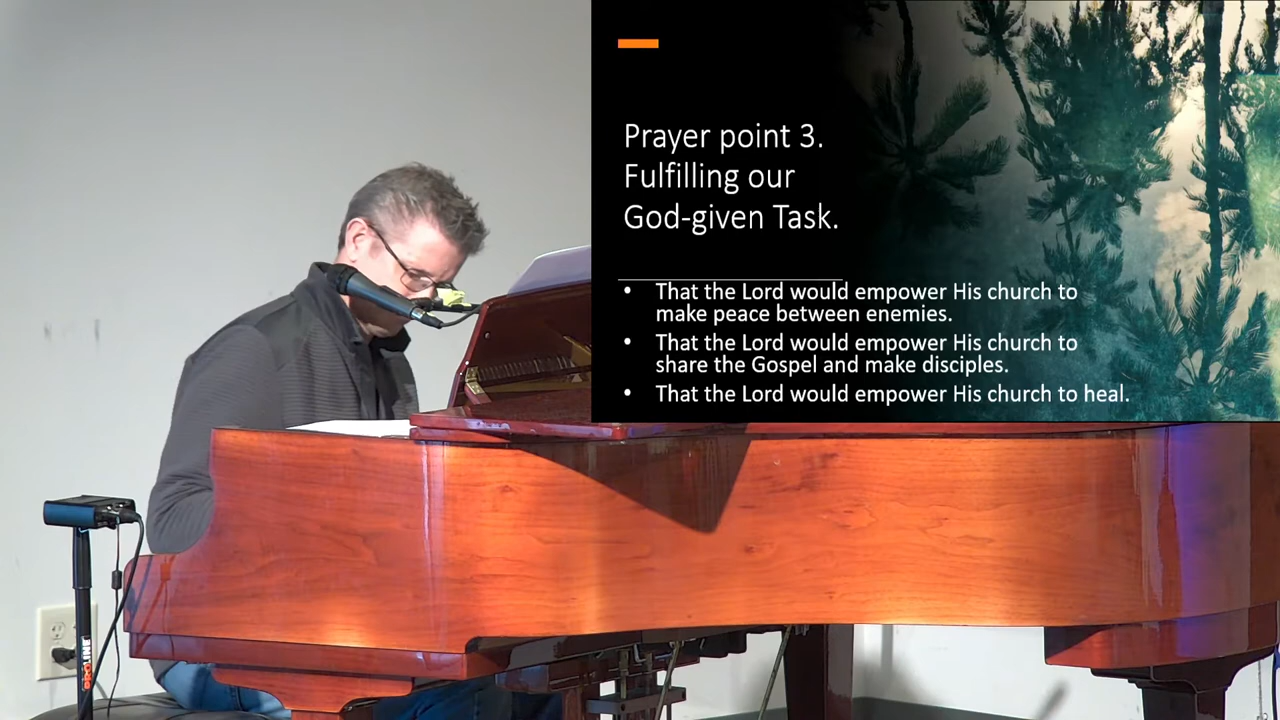 Prayer point 3.
Fulfilling our
God-given Task.
• That the Lord would empower His church to
make peace between enemies.
• That the Lord would empower His church to
share the Gospel and make disciples.
• That the Lord would empower His church to heal.